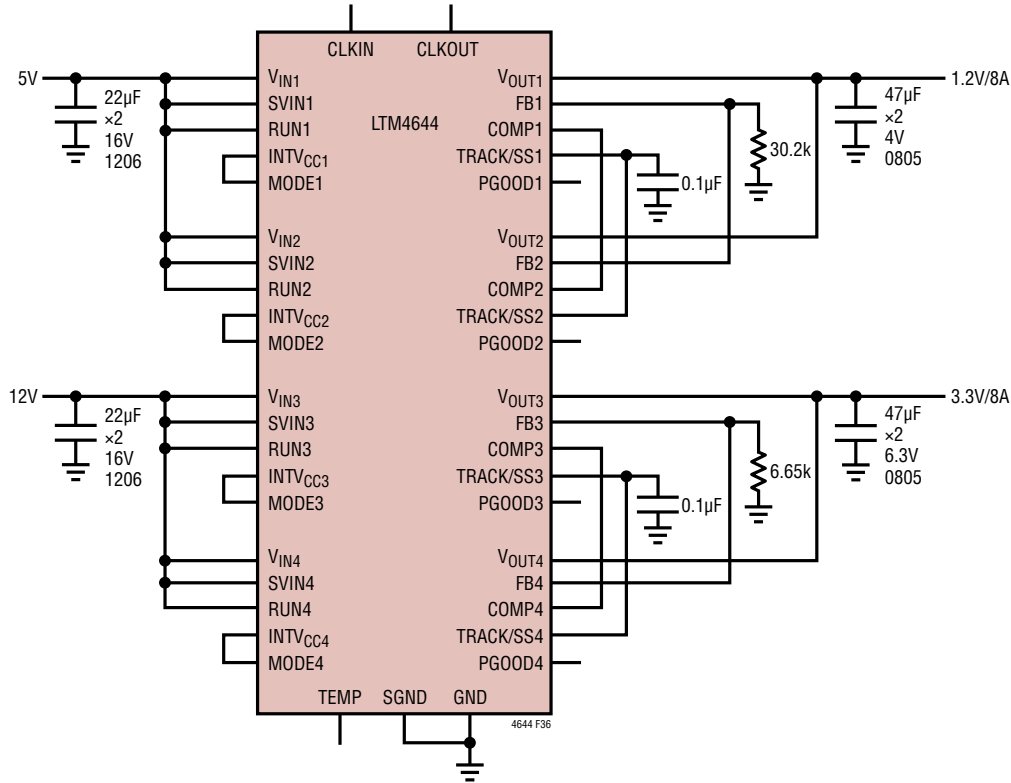 CLKIN CLKOUT
5V
22µF
×2
16V
1206
VIN1
SVIN1
RUN1
INTVCC1
MODE1
VIN2
SVIN2
RUN2
INTVCC2
MODE2
LTM4644
VOUT1
FB1
COMP1
TRACK/SS1
PGOOD1
VOUT2
FB2
COMP2
TRACK/SS2
PGOOD2
0.1µF
30.2k
1.2V/8A
47µF
×2
4V
0805
12V
22µF
×2
16V
1206
VIN3
SVIN3
RUN3
INTVCC3
MODE3
VIN4
SVIN4
RUN4
INTVCC4
MODE4
VOUT3
FB3
COMP3
TRACK/SS3
PGOOD3
VOUT4
FB4
COMP4
TRACK/SS4
PGOOD4
0.1µF
6.65k
3.3V/8A
47µF
×2
6.3V
0805
TEMP SGND GND
4644 F36